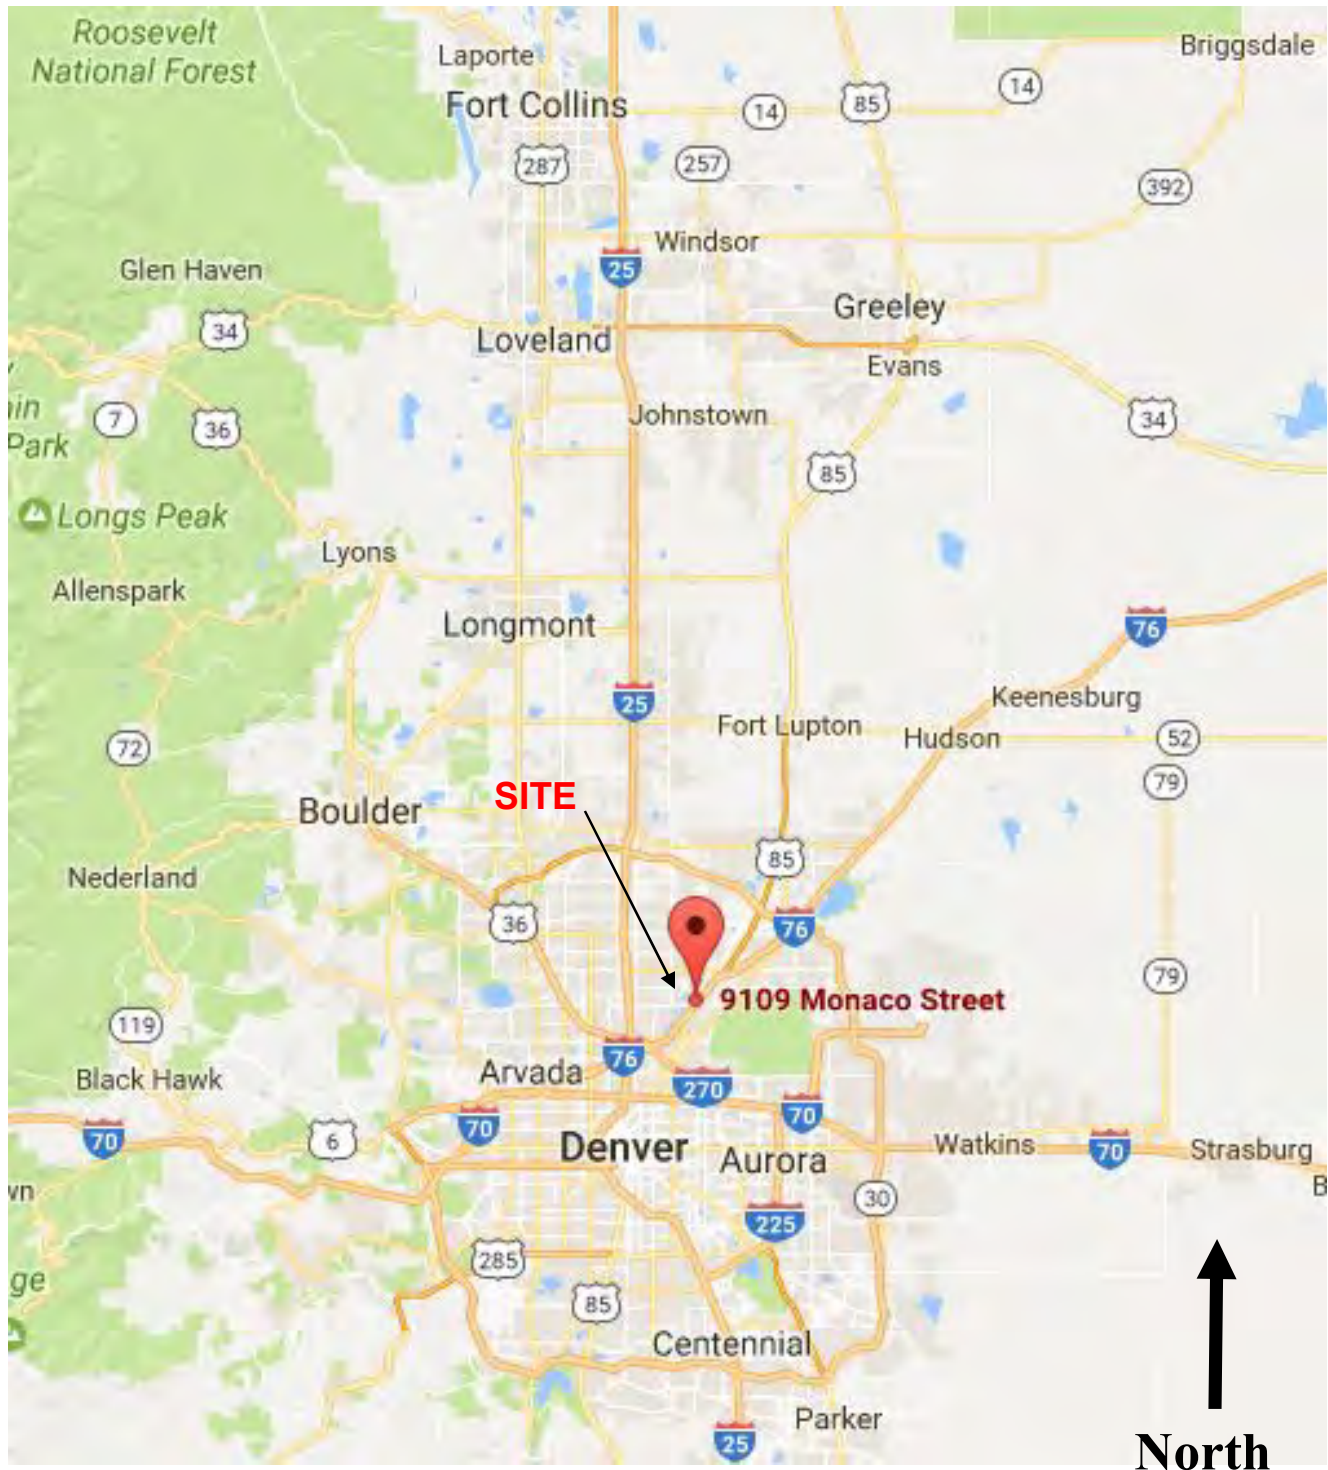 Roosevelt
National Forest
Laporte
Briggsdale
Fort Collins
14
85
14
287
257
392
Windsor
Glen Haven
25
34
Greeley
Loveland
Evans
in
Park
7
36
Johnstown
34
85
Longs Peak
Lyons
Allenspark
Longmont
76
25
Keenesburg
Fort Lupton
Hudson
52
72
79
SITE
Boulder
85
Nederland
36
76
79
9109 Monaco Street
119
76
Arvada
Black Hawk
270
70
70
70
6
Denver
Aurora
Watkins
70
Strasburg
wn
B
30
225
285
ge
85
Centennial
Parker
25
North